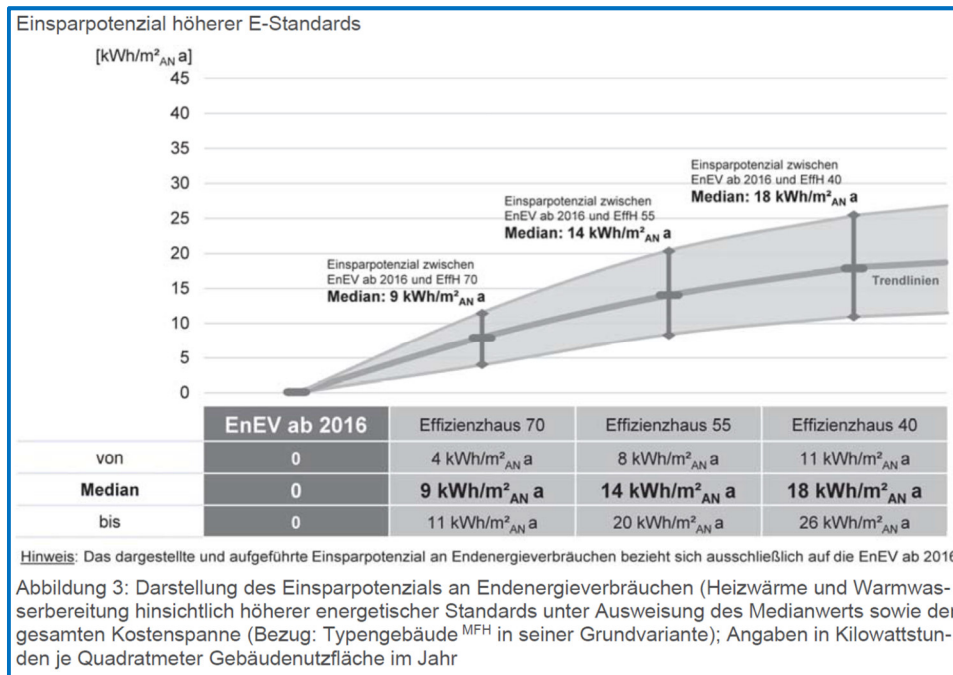 Einsparpotenzial höherer E-Standards
[kWh/m²AN a]
45
40
35
30
25
20
15
10
5
0
Einsparpotenzial zwischen
EnEV ab 2016 und EffH 70
Median: 9 kWh/m²AN a
Einsparpotenzial zwischen
EnEV ab 2016 und EffH 55
Median: 14 kWh/m²AN a
Einsparpotenzial zwischen
EnEV ab 2016 und EffH 40
Median: 18 kWh/m²AN a
Trendlinien
EnEV ab 2016 Effizienzhaus 70 Effizienzhaus 55 Effizienzhaus 40
von 0 4 kWh/m²AN a 8 kWh/m²AN a 11 kWh/m²AN a
Median 0 9 kWh/m²AN a 14 kWh/m²AN a 18 kWh/m²AN a
bis 0 11 kWh/m²AN a 20 kWh/m²AN a 26 kWh/m²AN a
Hinweis: Das dargestellte und aufgeführte Einsparpotenzial an Endenergieverbräuchen bezieht sich ausschließlich auf die EnEV ab 2016
Abbildung 3: Darstellung des Einsparpotenzials an Endenergieverbräuchen (Heizwärme und Warmwas-
serbereitung hinsichtlich höherer energetischer Standards unter Ausweisung des Medianwerts sowie der
gesamten Kostenspanne (Bezug: Typengebäude MFH in seiner Grundvariante); Angaben in Kilowattstun-
den je Quadratmeter Gebäudenutzfläche im Jahr